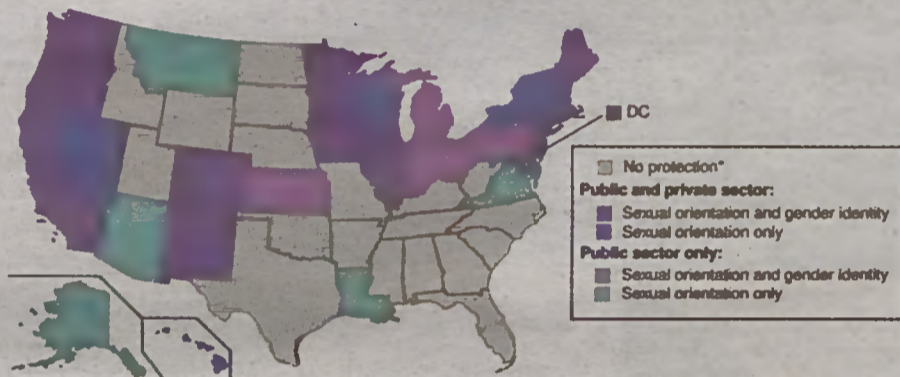 DC
No protection*
Public and private sector:
Sexual orientation and gender identity
Sexual orientation only
Public sector only:
Sexual orientation and gender identity
Sexual orientation only